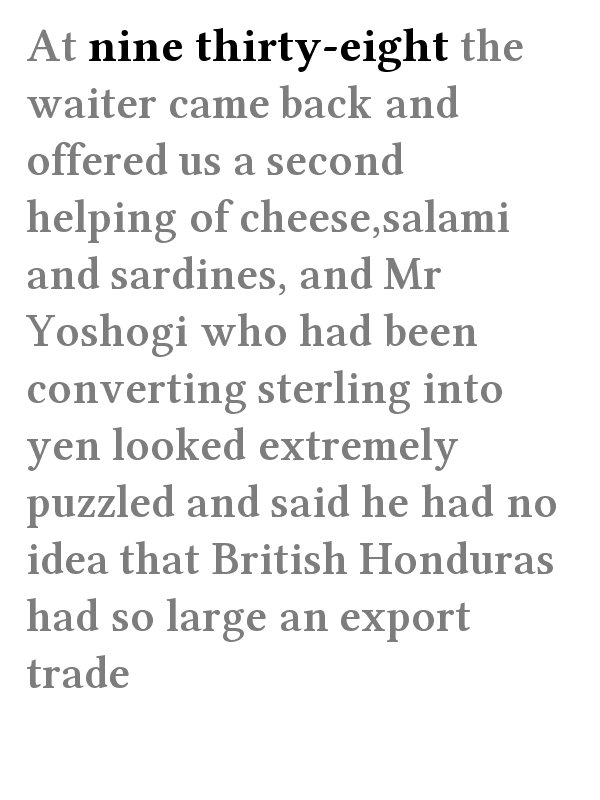 At nine thirty-eight the
waiter came back and
offered us a second
helping of cheese,salami
and sardines, and Mr
Yoshogi who had been
converting sterling into
yen looked extremely
puzzled and said he had no
idea that British Honduras
had so large an export
trade